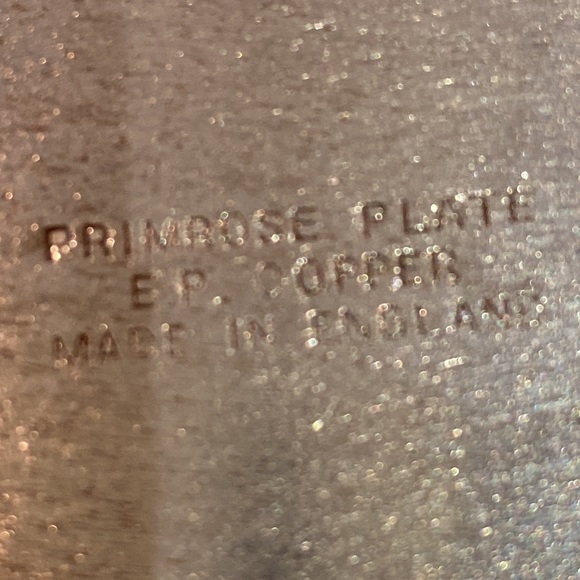 PRIMROSE PLATE
E.P. COPPER
MADE IN ENGLAND